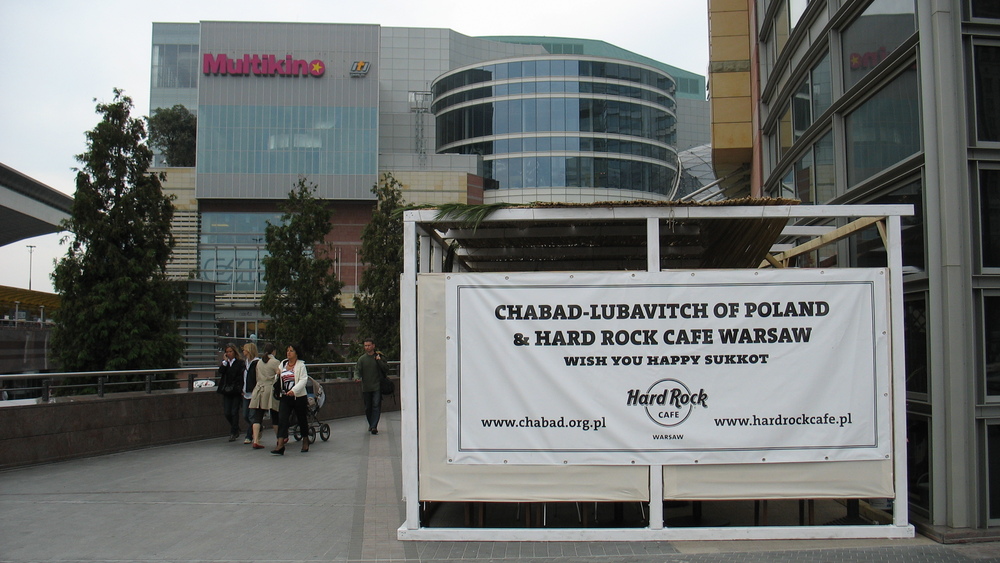 Multikino
CHABAD-LUBAVITCH OF POLAND
& HARD ROCK CAFE WARSAW
WISH YOU HAPPY SUKKOT
Hard Rock
CAFE
WARSAW
www.chabad.org.pl
www.hardrockcafe.pl